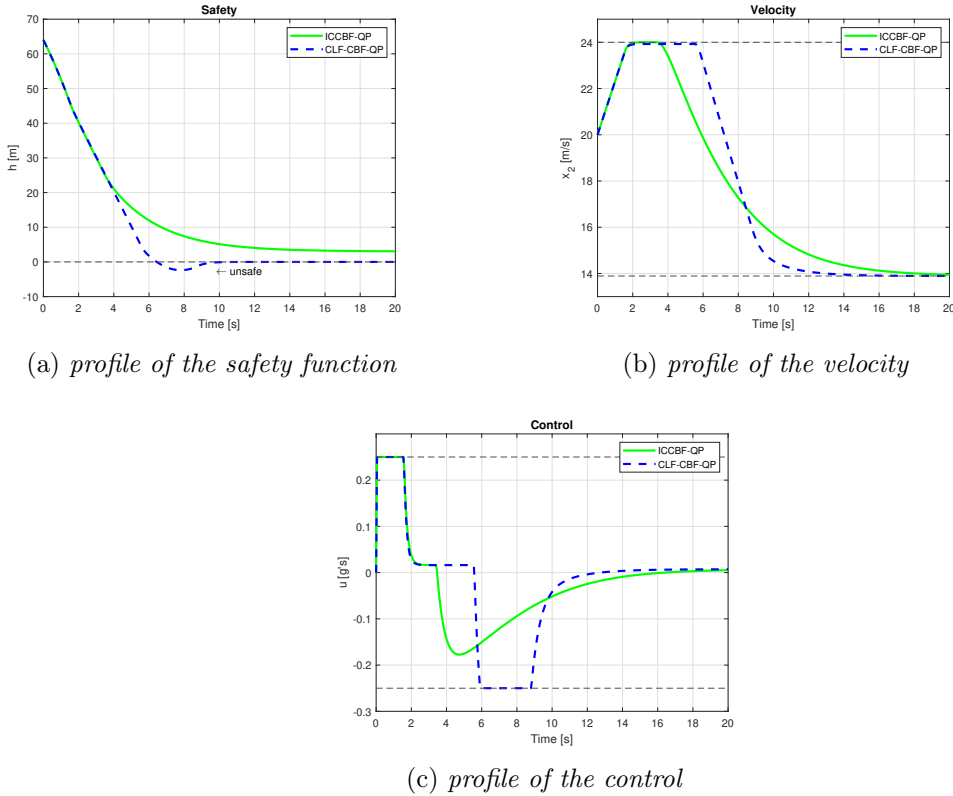 Safety
70
60
50
40
30
20
10
0
-10
h [m]
ICCBF-QP
CLF-CBF-QP
← unsafe
0 2 4 6 8 10 12 14 16 18 20
Time [s]
(a) profile of the safety function
Velocity
24
22
20
18
16
14
x2 [m/s]
ICCBF-QP
CLF-CBF-QP
0 2 4 6 8 10 12 14 16 18 20
Time [s]
(b) profile of the velocity
Control
0.2
0.1
0
-0.1
-0.2
-0.3
u [g's]
ICCBF-QP
CLF-CBF-QP
0 2 4 6 8 10 12 14 16 18 20
Time [s]
(c) profile of the control